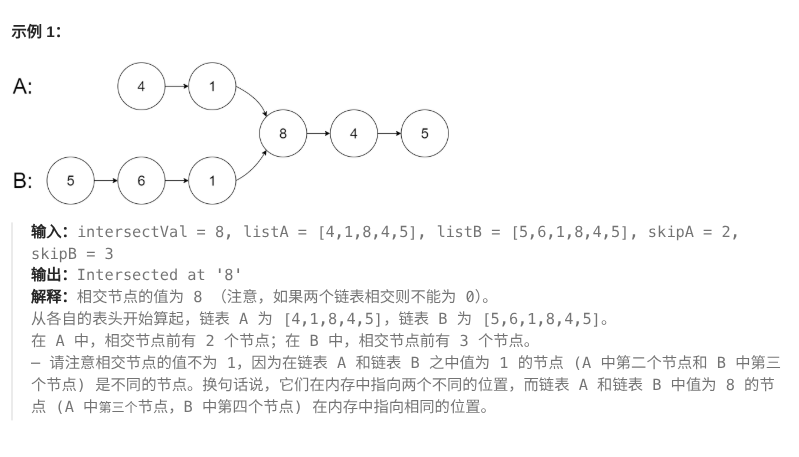 示例 1：
A:
4
1
8
4
5
B:
5
6
1
输入：intersectVal = 8, listA = [4,1,8,4,5], listB = [5,6,1,8,4,5], skipA = 2,
skipB = 3
输出：Intersected at '8'
解释：相交节点的值为 8 （注意，如果两个链表相交则不能为 0）。
从各自的表头开始算起，链表 A 为 [4,1,8,4,5]，链表 B 为 [5,6,1,8,4,5]。
在 A 中，相交节点前有 2 个节点；在 B 中，相交节点前有 3 个节点。
— 请注意相交节点的值不为 1，因为在链表 A 和链表 B 之中值为 1 的节点 (A 中第二个节点和 B 中第三
个节点) 是不同的节点。换句话说，它们在内存中指向两个不同的位置，而链表 A 和链表 B 中值为 8 的节
点 (A 中第三个节点，B 中第四个节点) 在内存中指向相同的位置。